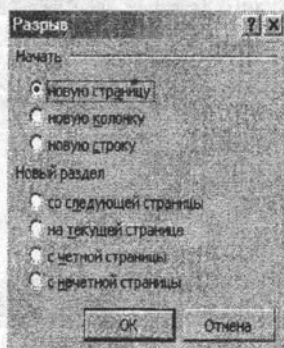 Разрыв
Начать
новую страницу
новую колонку
новую строку
Новый раздел
со следующей страницы
на текущей странице
с четной страницы
с нечетной страницы
ОК
Отмена